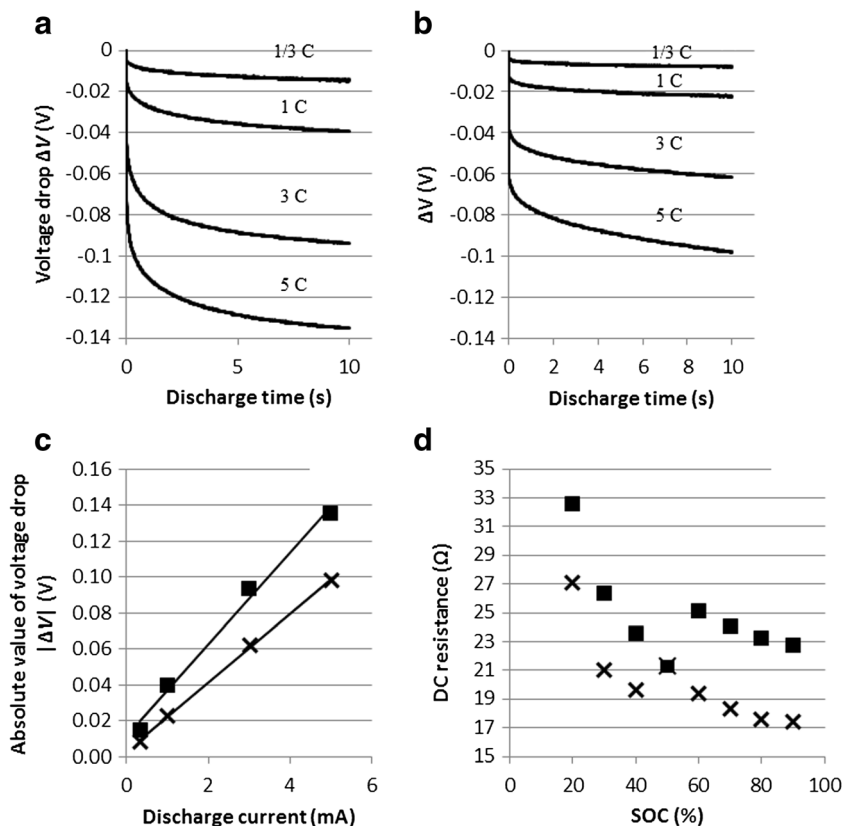 a
0
-0.02
-0.04
-0.06
-0.08
-0.1
-0.12
-0.14
Voltage drop ΔV (V)
1/3 C
1 C
3 C
5 C
0 5 10
Discharge time (s)
b
0
-0.02
-0.04
-0.06
-0.08
-0.1
-0.12
-0.14
ΔV (V)
1/3 C
1 C
3 C
5 C
0 2 4 6 8 10
Discharge time (s)
c
0.16
0.14
0.12
0.10
0.08
0.06
0.04
0.02
0.00
Absolute value of voltage drop
|ΔV| (V)
0 2 4 6
Discharge current (mA)
d
35
33
31
29
27
25
23
21
19
17
15
DC resistance (Ω)
0 20 40 60 80 100
SOC (%)